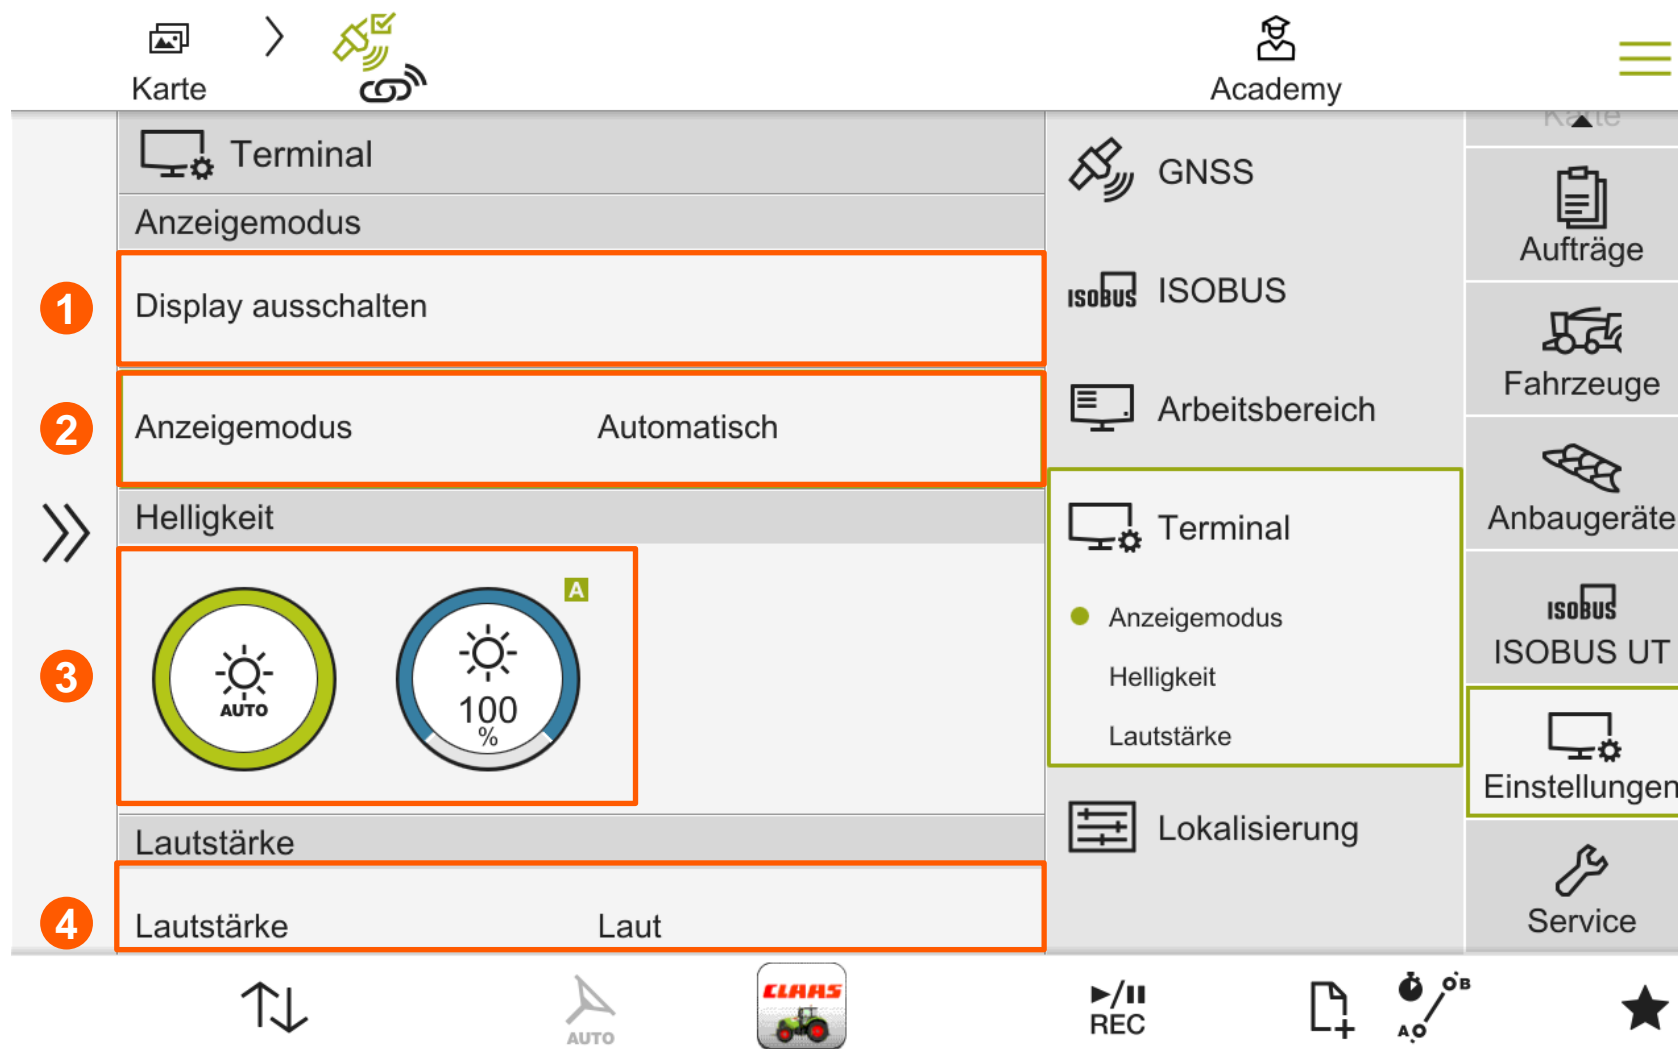 Karte
Academy
Karte
Terminal
Anzeigemodus
1
Display ausschalten
2
Anzeigemodus Automatisch
Helligkeit
3
AUTO
A
100
%
Lautstärke
4
Lautstärke Laut
GNSS
ISOBUS ISOBUS
Arbeitsbereich
Terminal
Anzeigemodus
Helligkeit
Lautstärke
Lokalisierung
Aufträge
Fahrzeuge
Anbaugeräte
ISOBUS
ISOBUS UT
Einstellungen
Service
AUTO
CLAAS
REC
A B